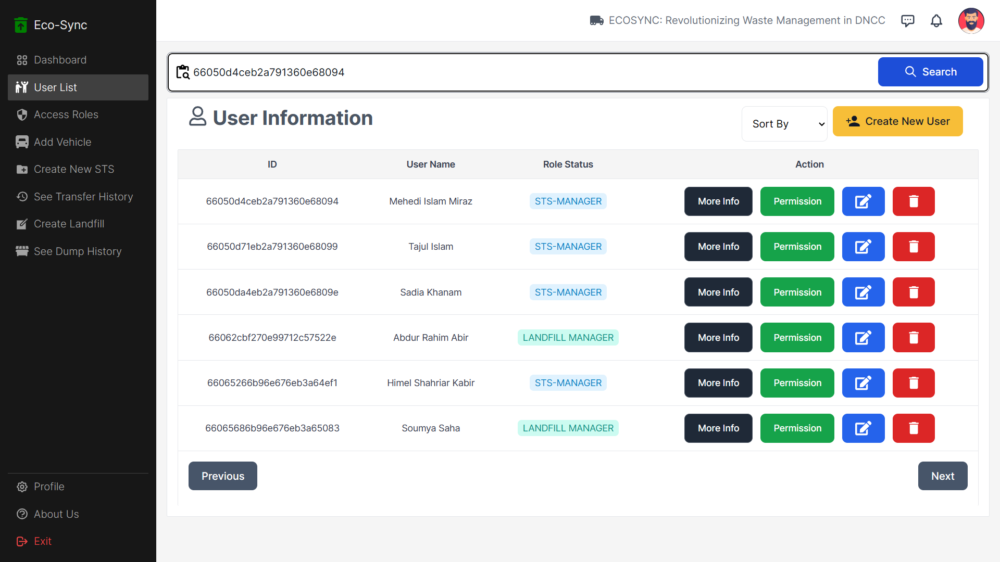 Eco-Sync
Dashboard
User List
Access Roles
Add Vehicle
Create New STS
See Transfer History
Create Landfill
See Dump History
Profile
About Us
Exit
ECOSYNC: Revolutionizing Waste Management in DNCC
66050d4ceb2a791360e68094 Search
User Information Sort By Create New User
ID User Name Role Status Action
66050d4ceb2a791360e68094 Mehedi Islam Miraz STS-MANAGER More Info Permission
66050d71eb2a791360e68099 Tajul Islam STS-MANAGER More Info Permission
66050da4eb2a791360e6809e Sadia Khanam STS-MANAGER More Info Permission
66062cbf270e99712c57522e Abdur Rahim Abir LANDFILL MANAGER More Info Permission
66065266b96e676eb3a64ef1 Himel Shahriar Kabir STS-MANAGER More Info Permission
66065686b96e676eb3a65083 Soumya Saha LANDFILL MANAGER More Info Permission
Previous Next